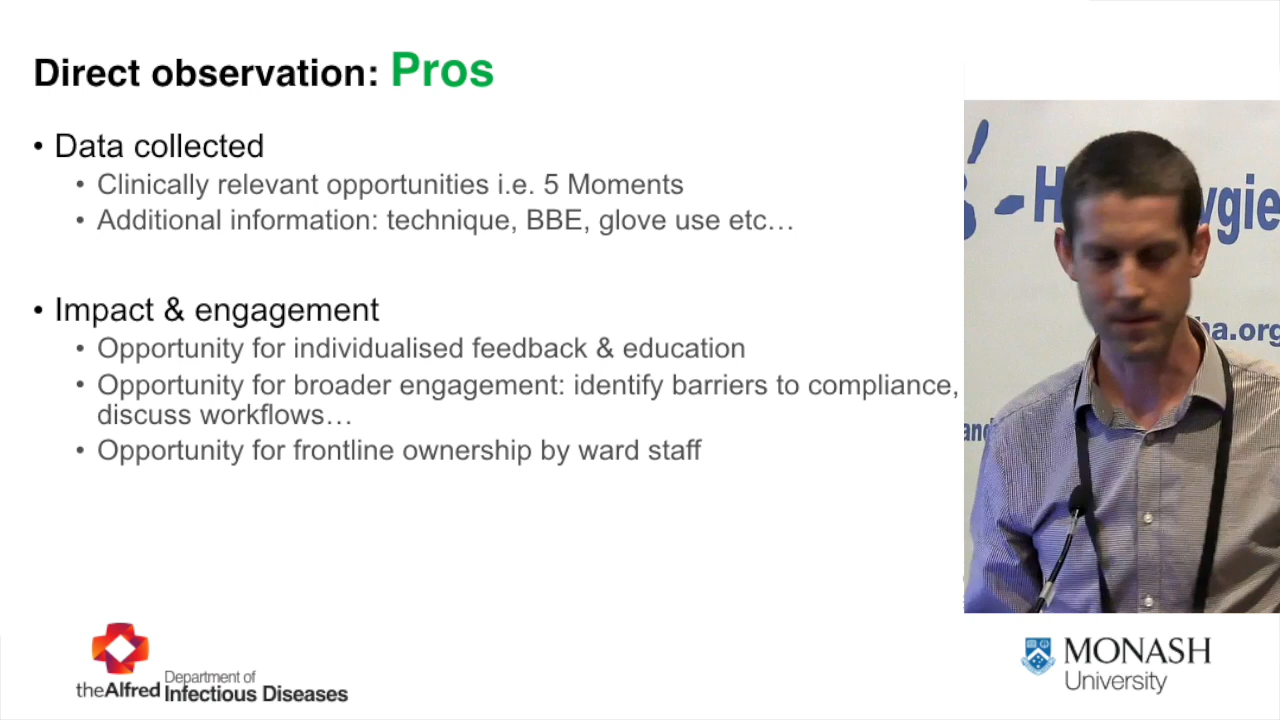 Direct observation: Pros
• Data collected
• Clinically relevant opportunities i.e. 5 Moments
• Additional information: technique, BBE, glove use etc…
• Impact & engagement
• Opportunity for individualised feedback & education
• Opportunity for broader engagement: identify barriers to compliance,
discuss workflows…
• Opportunity for frontline ownership by ward staff
ha.org
theAlfred
Department of
Infectious Diseases
MONASH
University